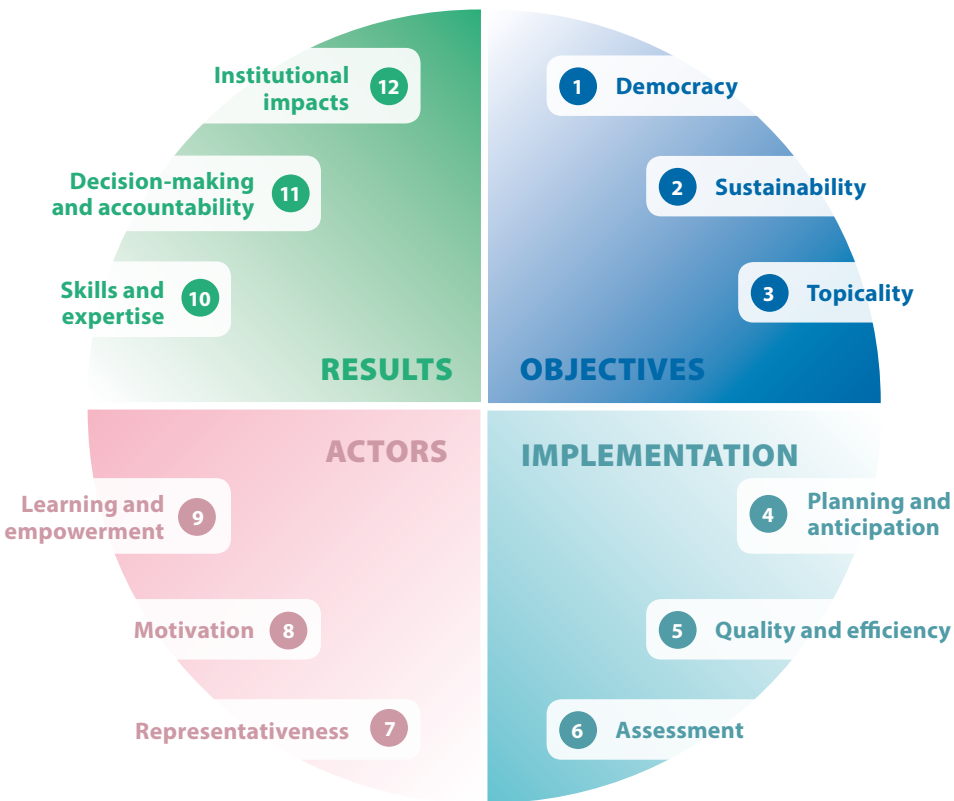 Institutional
impacts
12
1
Democracy
Decision-making
and accountability
11
2
Sustainability
Skills and
expertise
10
3
Topicality
RESULTS
OBJECTIVES
ACTORS
IMPLEMENTATION
Learning and
empowerment
9
4
Planning and
anticipation
Motivation
8
5
Quality and efficiency
Representativeness
7
6
Assessment